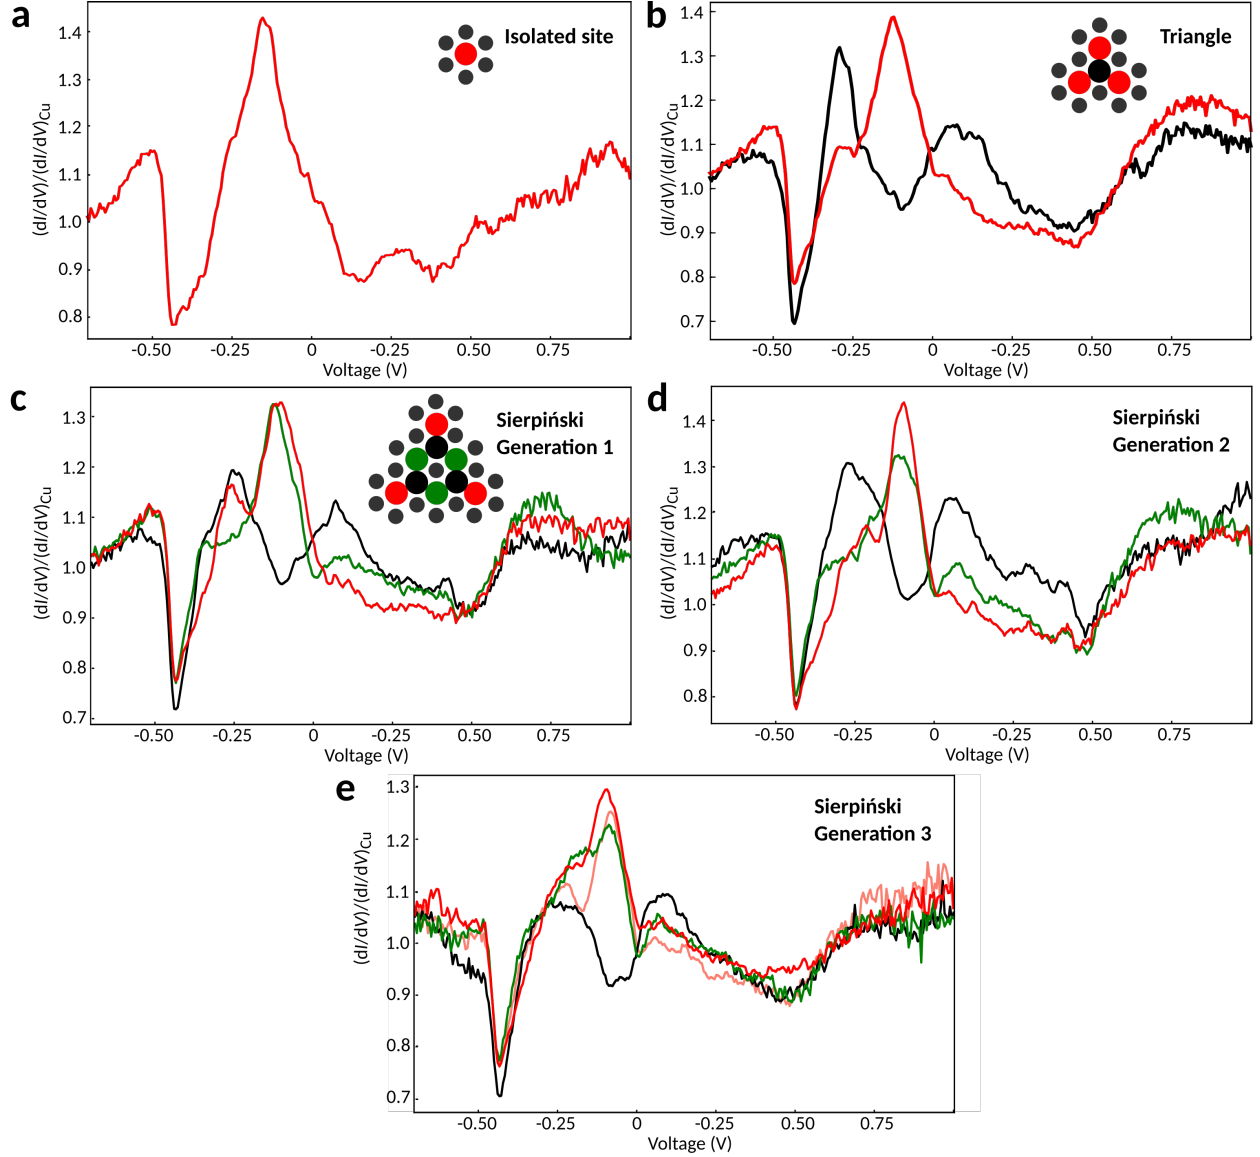 a
Isolated site
(dI/dV)/(dI/dV)Cu
1.4
1.3
1.2
1.1
1.0
0.9
0.8
-0.50 -0.25 0 -0.25 0.50 0.75
Voltage (V)
b
Triangle
(dI/dV)/(dI/dV)Cu
1.4
1.3
1.2
1.1
1.0
0.9
0.8
0.7
-0.50 -0.25 0 -0.25 0.50 0.75
Voltage (V)
c
Sierpiński
Generation 1
(dI/dV)/(dI/dV)Cu
1.3
1.2
1.1
1.0
0.9
0.8
0.7
-0.50 -0.25 0 -0.25 0.50 0.75
Voltage (V)
d
Sierpiński
Generation 2
(dI/dV)/(dI/dV)Cu
1.4
1.3
1.2
1.1
1.0
0.9
0.8
-0.50 -0.25 0 -0.25 0.50 0.75
Voltage (V)
e
Sierpiński
Generation 3
(dI/dV)/(dI/dV)Cu
1.3
1.2
1.1
1.0
0.9
0.8
0.7
-0.50 -0.25 0 -0.25 0.50 0.75
Voltage (V)